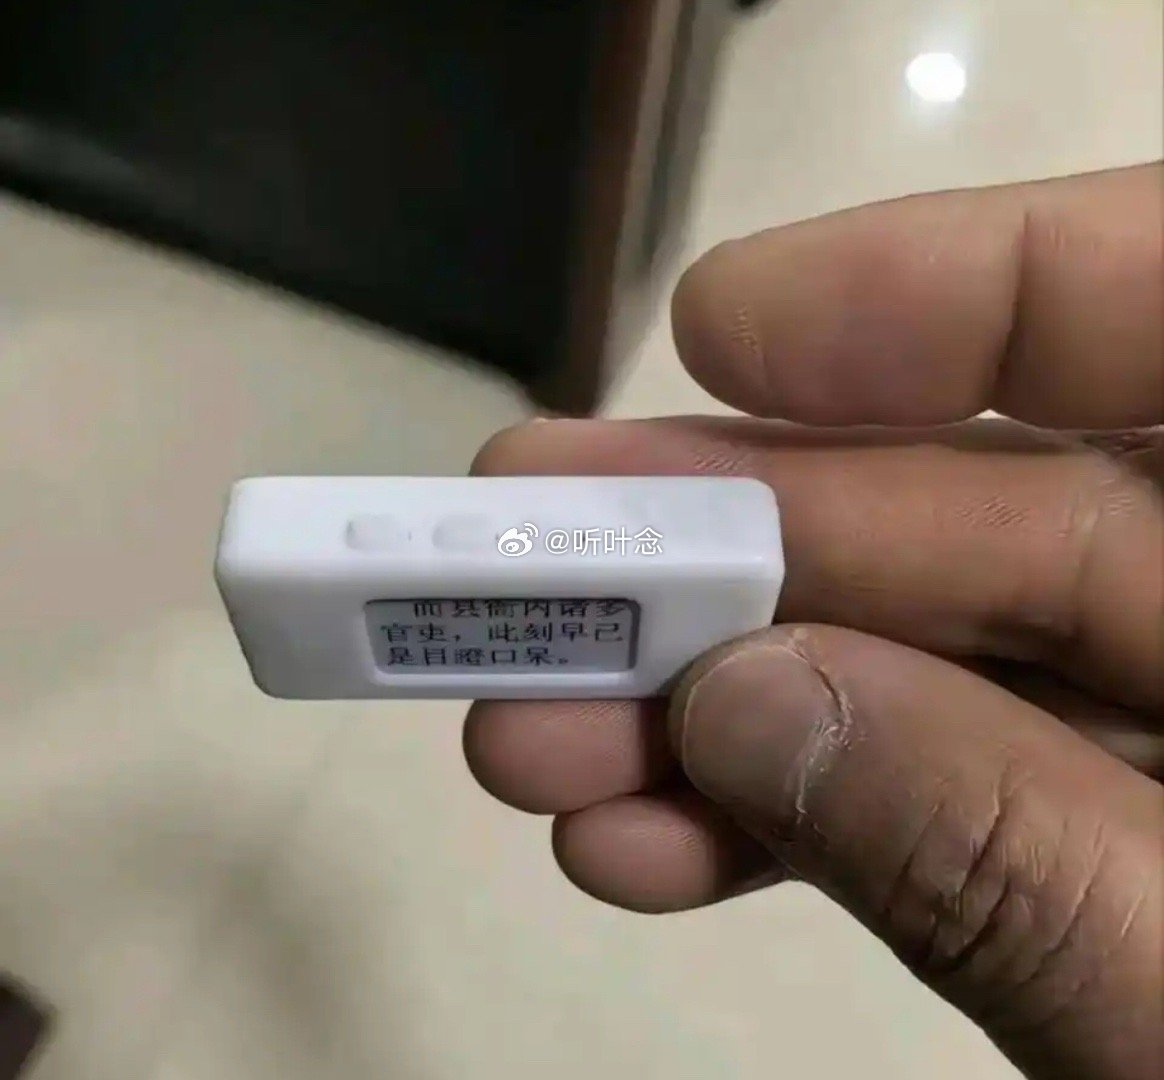 @听叶念
而县衙内诸多
官吏，此刻早已
是目瞪口呆。